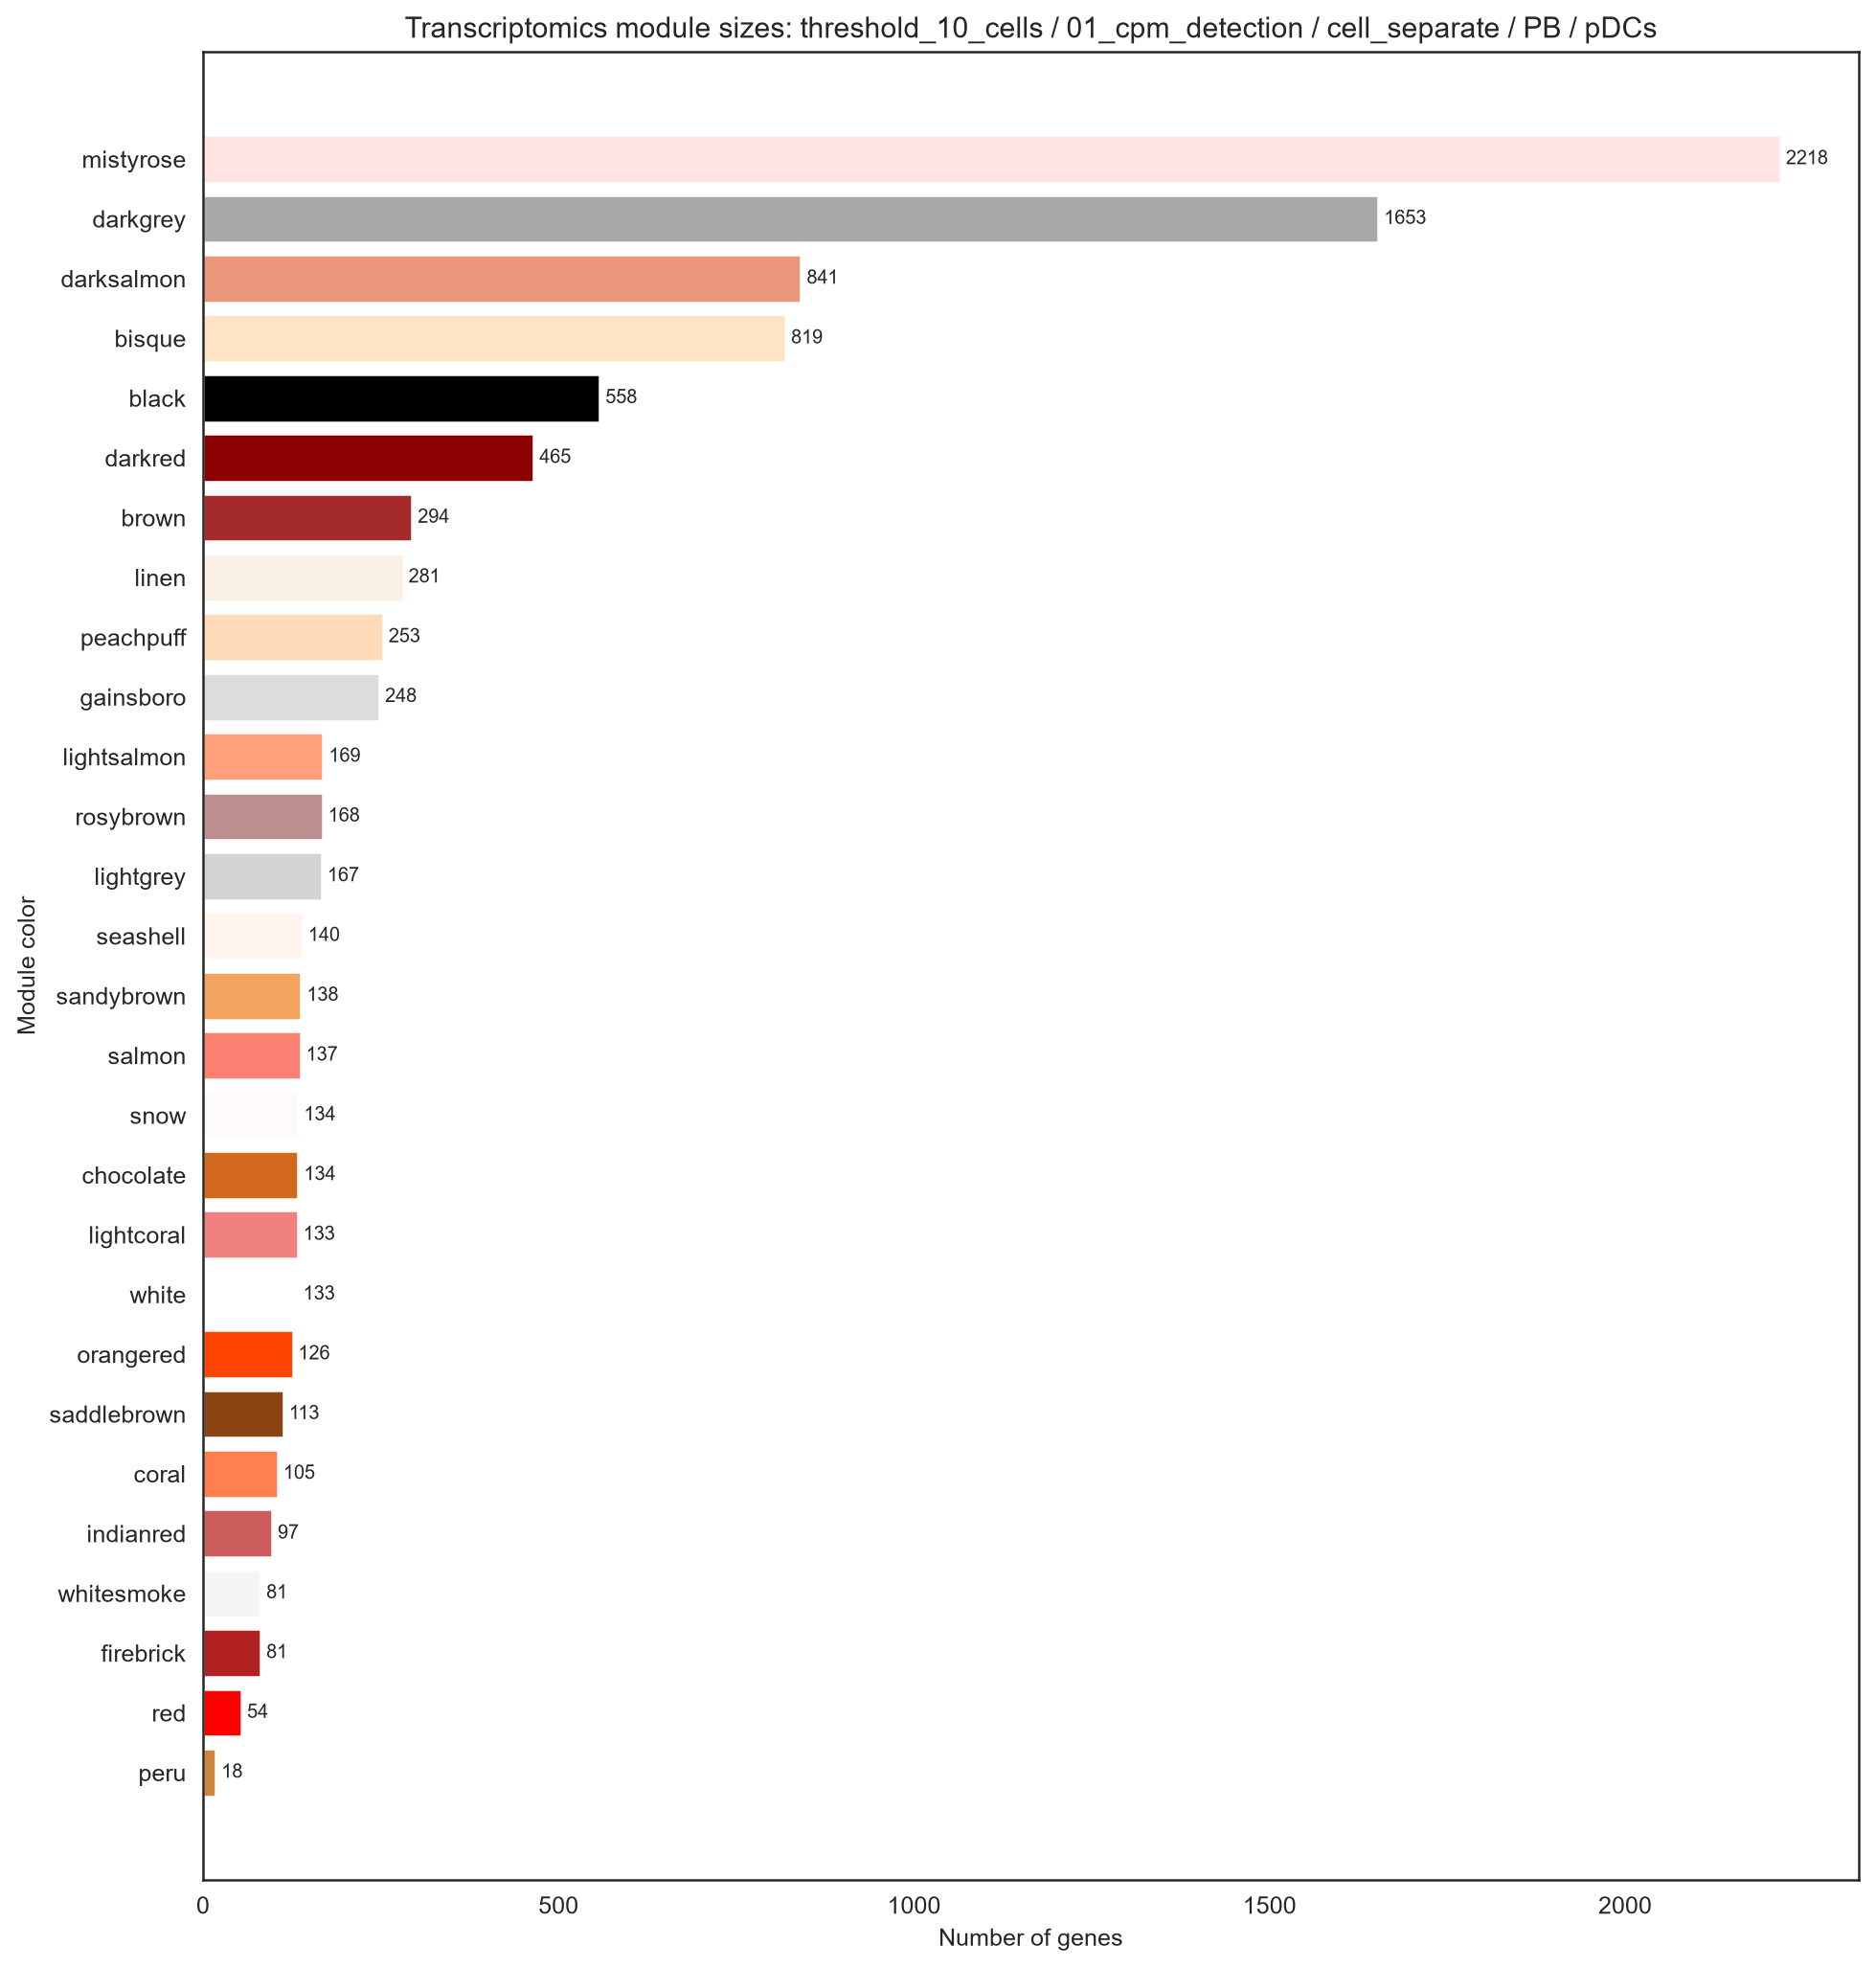 Transcriptomics module sizes: threshold_10_cells / 01_cpm_detection / cell_separate / PB / pDCs
mistyrose 2218
darkgrey 1653
darksalmon 841
bisque 819
black 558
darkred 465
brown 294
linen 281
peachpuff 253
gainsboro 248
lightsalmon 169
rosybrown 168
lightgrey 167
seashell 140
sandybrown 138
salmon 137
snow 134
chocolate 134
lightcoral 133
white 133
orangered 126
saddlebrown 113
coral 105
indianred 97
whitesmoke 81
firebrick 81
red 54
peru 18
Module color
0 500 1000 1500 2000
Number of genes